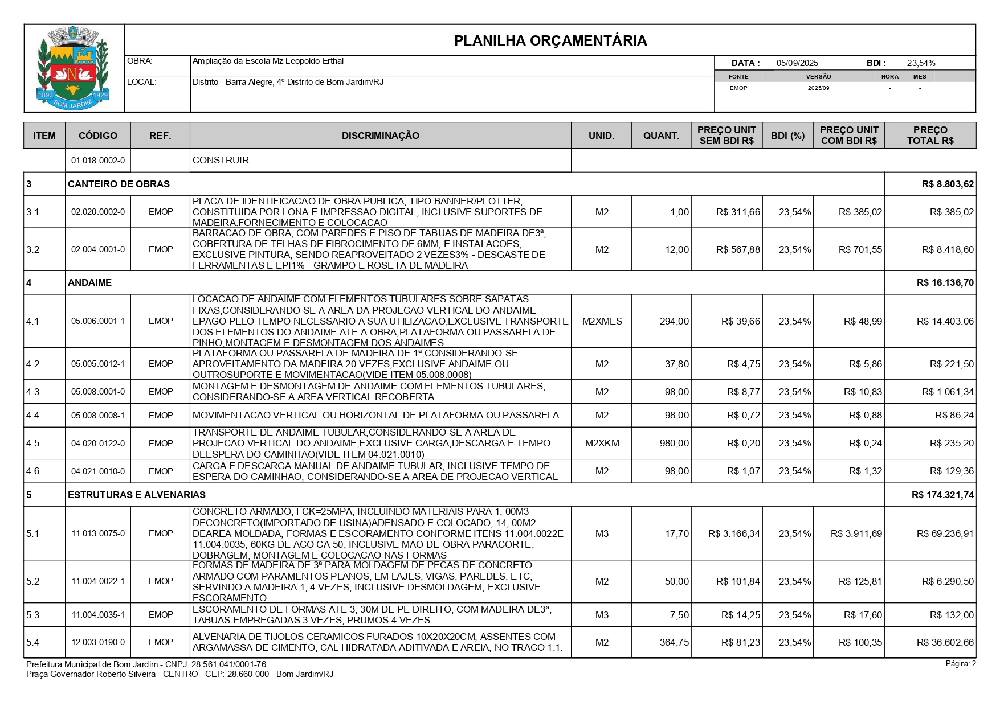 PLANILHA ORÇAMENTÁRIA
1893
N
1929
BOM JARDIM
OBRA: Ampliação da Escola Mz Leopoldo Erthal
DATA : 05/09/2025 BDI : 23,54%
FONTE VERSÃO HORA MES
LOCAL: Distrito - Barra Alegre, 4º Distrito de Bom Jardim/RJ
EMOP 2025/09 - -
ITEM CÓDIGO REF. DISCRIMINAÇÃO UNID. QUANT. PREÇO UNIT SEM BDI R$ BDI (%) PREÇO UNIT COM BDI R$ PREÇO TOTAL R$
01.018.0002-0 CONSTRUIR
3 CANTEIRO DE OBRAS R$ 8.803,62
PLACA DE IDENTIFICACAO DE OBRA PUBLICA, TIPO BANNER/PLOTTER,
3.1 02.020.0002-0 EMOP CONSTITUIDA POR LONA E IMPRESSAO DIGITAL, INCLUSIVE SUPORTES DE M2 1,00 R$ 311,66 23,54% R$ 385,02 R$ 385,02
MADEIRA.FORNECIMENTO E COLOCACAO
BARRACAO DE OBRA, COM PAREDES E PISO DE TABUAS DE MADEIRA DE3ª,
COBERTURA DE TELHAS DE FIBROCIMENTO DE 6MM, E INSTALACOES,
3.2 02.004.0001-0 EMOP M2 12,00 R$ 567,88 23,54% R$ 701,55 R$ 8.418,60
EXCLUSIVE PINTURA, SENDO REAPROVEITADO 2 VEZES3% - DESGASTE DE
FERRAMENTAS E EPI1% - GRAMPO E ROSETA DE MADEIRA
4 ANDAIME R$ 16.136,70
LOCACAO DE ANDAIME COM ELEMENTOS TUBULARES SOBRE SAPATAS
FIXAS,CONSIDERANDO-SE A AREA DA PROJECAO VERTICAL DO ANDAIME
4.1 05.006.0001-1 EMOP EPAGO PELO TEMPO NECESSARIO A SUA UTILIZACAO,EXCLUSIVE TRANSPORTE M2XMES 294,00 R$ 39,66 23,54% R$ 48,99 R$ 14.403,06
DOS ELEMENTOS DO ANDAIME ATE A OBRA,PLATAFORMA OU PASSARELA DE
PINHO,MONTAGEM E DESMONTAGEM DOS ANDAIMES
PLATAFORMA OU PASSARELA DE MADEIRA DE 1ª,CONSIDERANDO-SE
4.2 05.005.0012-1 EMOP APROVEITAMENTO DA MADEIRA 20 VEZES,EXCLUSIVE ANDAIME OU M2 37,80 R$ 4,75 23,54% R$ 5,86 R$ 221,50
OUTROSUPORTE E MOVIMENTACAO(VIDE ITEM 05.008.0008)
MONTAGEM E DESMONTAGEM DE ANDAIME COM ELEMENTOS TUBULARES,
4.3 05.008.0001-0 EMOP M2 98,00 R$ 8,77 23,54% R$ 10,83 R$ 1.061,34
CONSIDERANDO-SE A AREA VERTICAL RECOBERTA
4.4 05.008.0008-1 EMOP MOVIMENTACAO VERTICAL OU HORIZONTAL DE PLATAFORMA OU PASSARELA M2 98,00 R$ 0,72 23,54% R$ 0,88 R$ 86,24
TRANSPORTE DE ANDAIME TUBULAR,CONSIDERANDO-SE A AREA DE
4.5 04.020.0122-0 EMOP PROJECAO VERTICAL DO ANDAIME,EXCLUSIVE CARGA,DESCARGA E TEMPO M2XKM 980,00 R$ 0,20 23,54% R$ 0,24 R$ 235,20
DEESPERA DO CAMINHAO(VIDE ITEM 04.021.0010)
CARGA E DESCARGA MANUAL DE ANDAIME TUBULAR, INCLUSIVE TEMPO DE
4.6 04.021.0010-0 EMOP M2 98,00 R$ 1,07 23,54% R$ 1,32 R$ 129,36
ESPERA DO CAMINHAO, CONSIDERANDO-SE A AREA DE PROJECAO VERTICAL
5 ESTRUTURAS E ALVENARIAS R$ 174.321,74
CONCRETO ARMADO, FCK=25MPA, INCLUINDO MATERIAIS PARA 1, 00M3
DECONCRETO(IMPORTADO DE USINA)ADENSADO E COLOCADO, 14, 00M2
5.1 11.013.0075-0 EMOP DEAREA MOLDADA, FORMAS E ESCORAMENTO CONFORME ITENS 11.004.0022E M3 17,70 R$ 3.166,34 23,54% R$ 3.911,69 R$ 69.236,91
11.004.0035, 60KG DE ACO CA-50, INCLUSIVE MAO-DE-OBRA PARACORTE,
DOBRAGEM, MONTAGEM E COLOCACAO NAS FORMAS
FORMAS DE MADEIRA DE 3ª PARA MOLDAGEM DE PECAS DE CONCRETO
ARMADO COM PARAMENTOS PLANOS, EM LAJES, VIGAS, PAREDES, ETC,
5.2 11.004.0022-1 EMOP M2 50,00 R$ 101,84 23,54% R$ 125,81 R$ 6.290,50
SERVINDO A MADEIRA 1, 4 VEZES, INCLUSIVE DESMOLDAGEM, EXCLUSIVE
ESCORAMENTO
ESCORAMENTO DE FORMAS ATE 3, 30M DE PE DIREITO, COM MADEIRA DE3ª,
5.3 11.004.0035-1 EMOP M3 7,50 R$ 14,25 23,54% R$ 17,60 R$ 132,00
TABUAS EMPREGADAS 3 VEZES, PRUMOS 4 VEZES
ALVENARIA DE TIJOLOS CERAMICOS FURADOS 10X20X20CM, ASSENTES COM
5.4 12.003.0190-0 EMOP M2 364,75 R$ 81,23 23,54% R$ 100,35 R$ 36.602,66
ARGAMASSA DE CIMENTO, CAL HIDRATADA ADITIVADA E AREIA, NO TRACO 1:1:
Prefeitura Municipal de Bom Jardim - CNPJ: 28.561.041/0001-76 Página: 2
Praça Governador Roberto Silveira - CENTRO - CEP: 28.660-000 - Bom Jardim/RJ